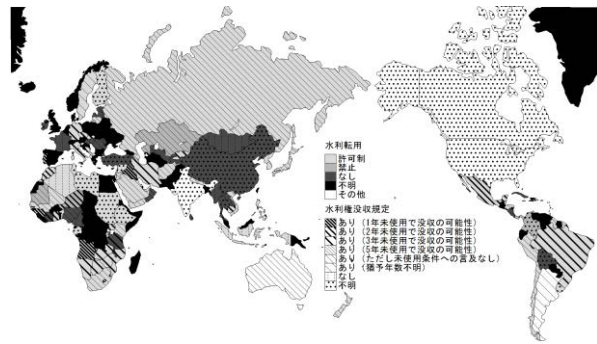 水利転用
許可制
禁止
なし
不明
その他
水利権没収規定
あり(1年未使用で没収の可能性)
あり(2年未使用で没収の可能性)
あり(3年未使用で没収の可能性)
あり(5年未使用で没収の可能性)
あり(ただし未使用条件への言及なし)
あり(猶予年数不明)
なし
不明